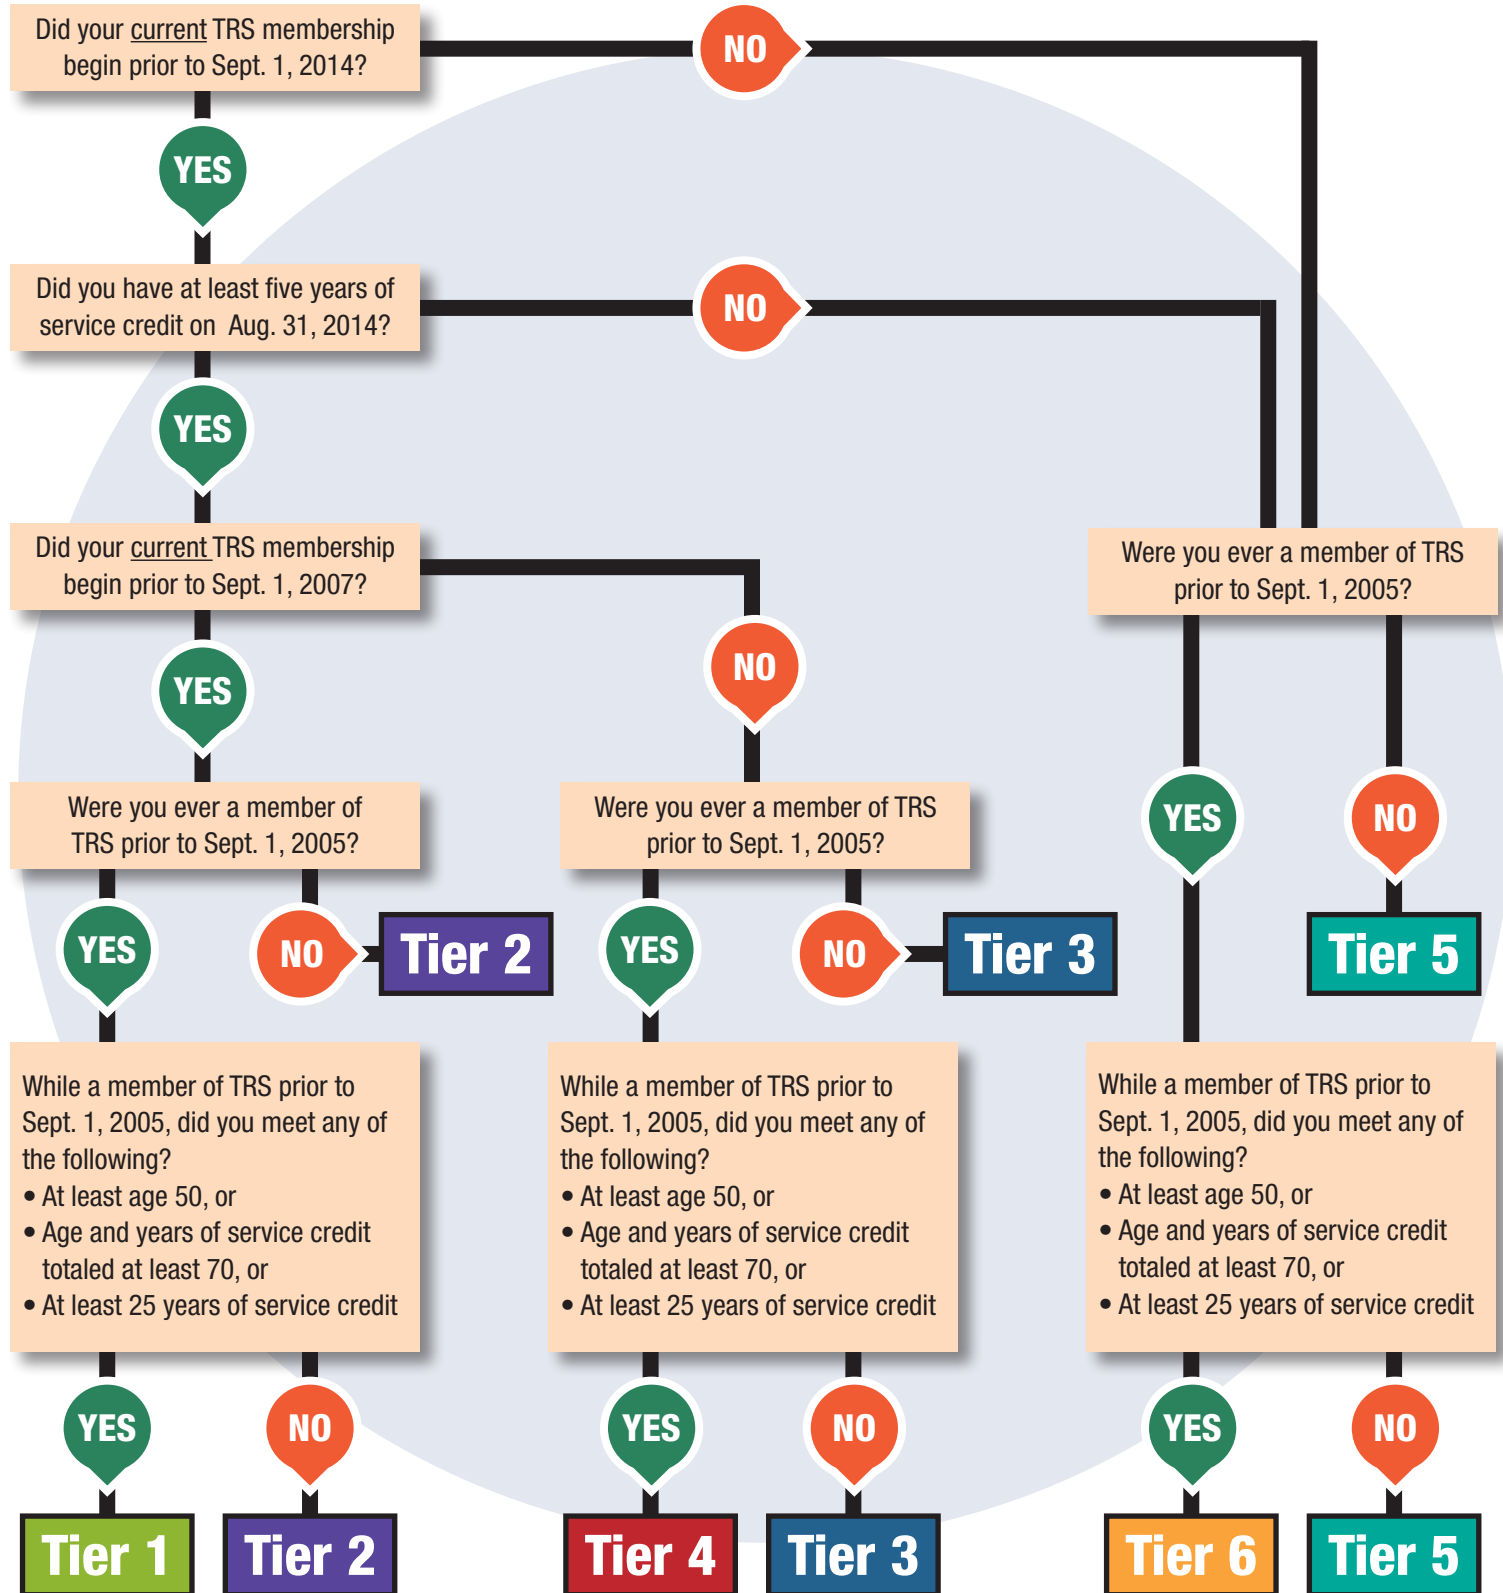 Did your current TRS membership
begin prior to Sept. 1, 2014?
NO
YES
Did you have at least five years of
service credit on Aug. 31, 2014?
NO
YES
Did your current TRS membership
begin prior to Sept. 1, 2007?
Were you ever a member of TRS
prior to Sept. 1, 2005?
NO
YES
Were you ever a member of
TRS prior to Sept. 1, 2005?
Were you ever a member of TRS
prior to Sept. 1, 2005?
YES
NO
YES
NO
Tier 2
YES
NO
Tier 3
Tier 5
While a member of TRS prior to
Sept. 1, 2005, did you meet any of
the following?
• At least age 50, or
• Age and years of service credit
totaled at least 70, or
• At least 25 years of service credit
While a member of TRS prior to
Sept. 1, 2005, did you meet any of
the following?
• At least age 50, or
• Age and years of service credit
totaled at least 70, or
• At least 25 years of service credit
While a member of TRS prior to
Sept. 1, 2005, did you meet any of
the following?
• At least age 50, or
• Age and years of service credit
totaled at least 70, or
• At least 25 years of service credit
YES
NO
YES
NO
YES
NO
Tier 1
Tier 2
Tier 4
Tier 3
Tier 6
Tier 5